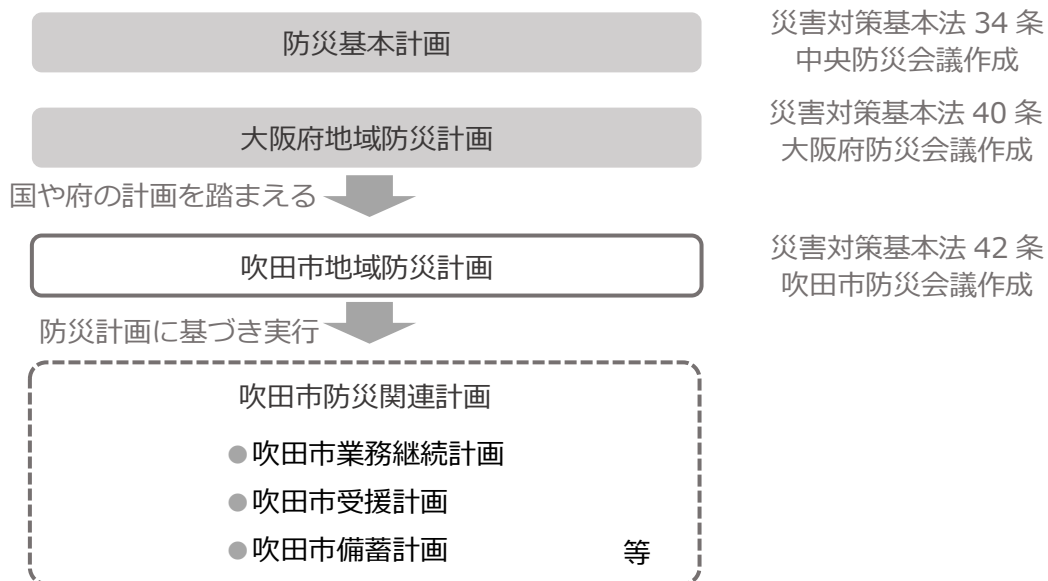 防災基本計画
災害対策基本法 34 条
中央防災会議作成
大阪府地域防災計画
災害対策基本法 40 条
大阪府防災会議作成
国や府の計画を踏まえる
吹田市地域防災計画
災害対策基本法 42 条
吹田市防災会議作成
防災計画に基づき実行
吹田市防災関連計画
●吹田市業務継続計画
●吹田市受援計画
●吹田市備蓄計画 等